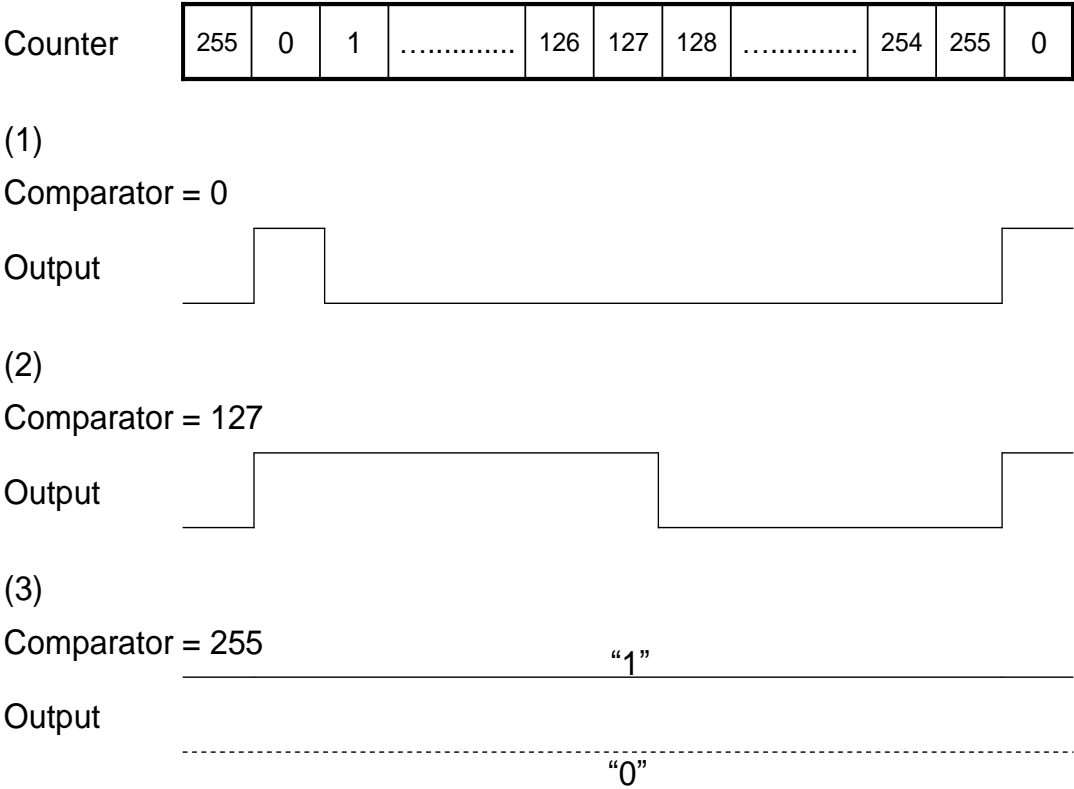 Counter 255 0 1 …........... 126 127 128 …........... 254 255 0
(1)
Comparator = 0
Output
(2)
Comparator = 127
Output
(3)
Comparator = 255
“1”
Output
“0”